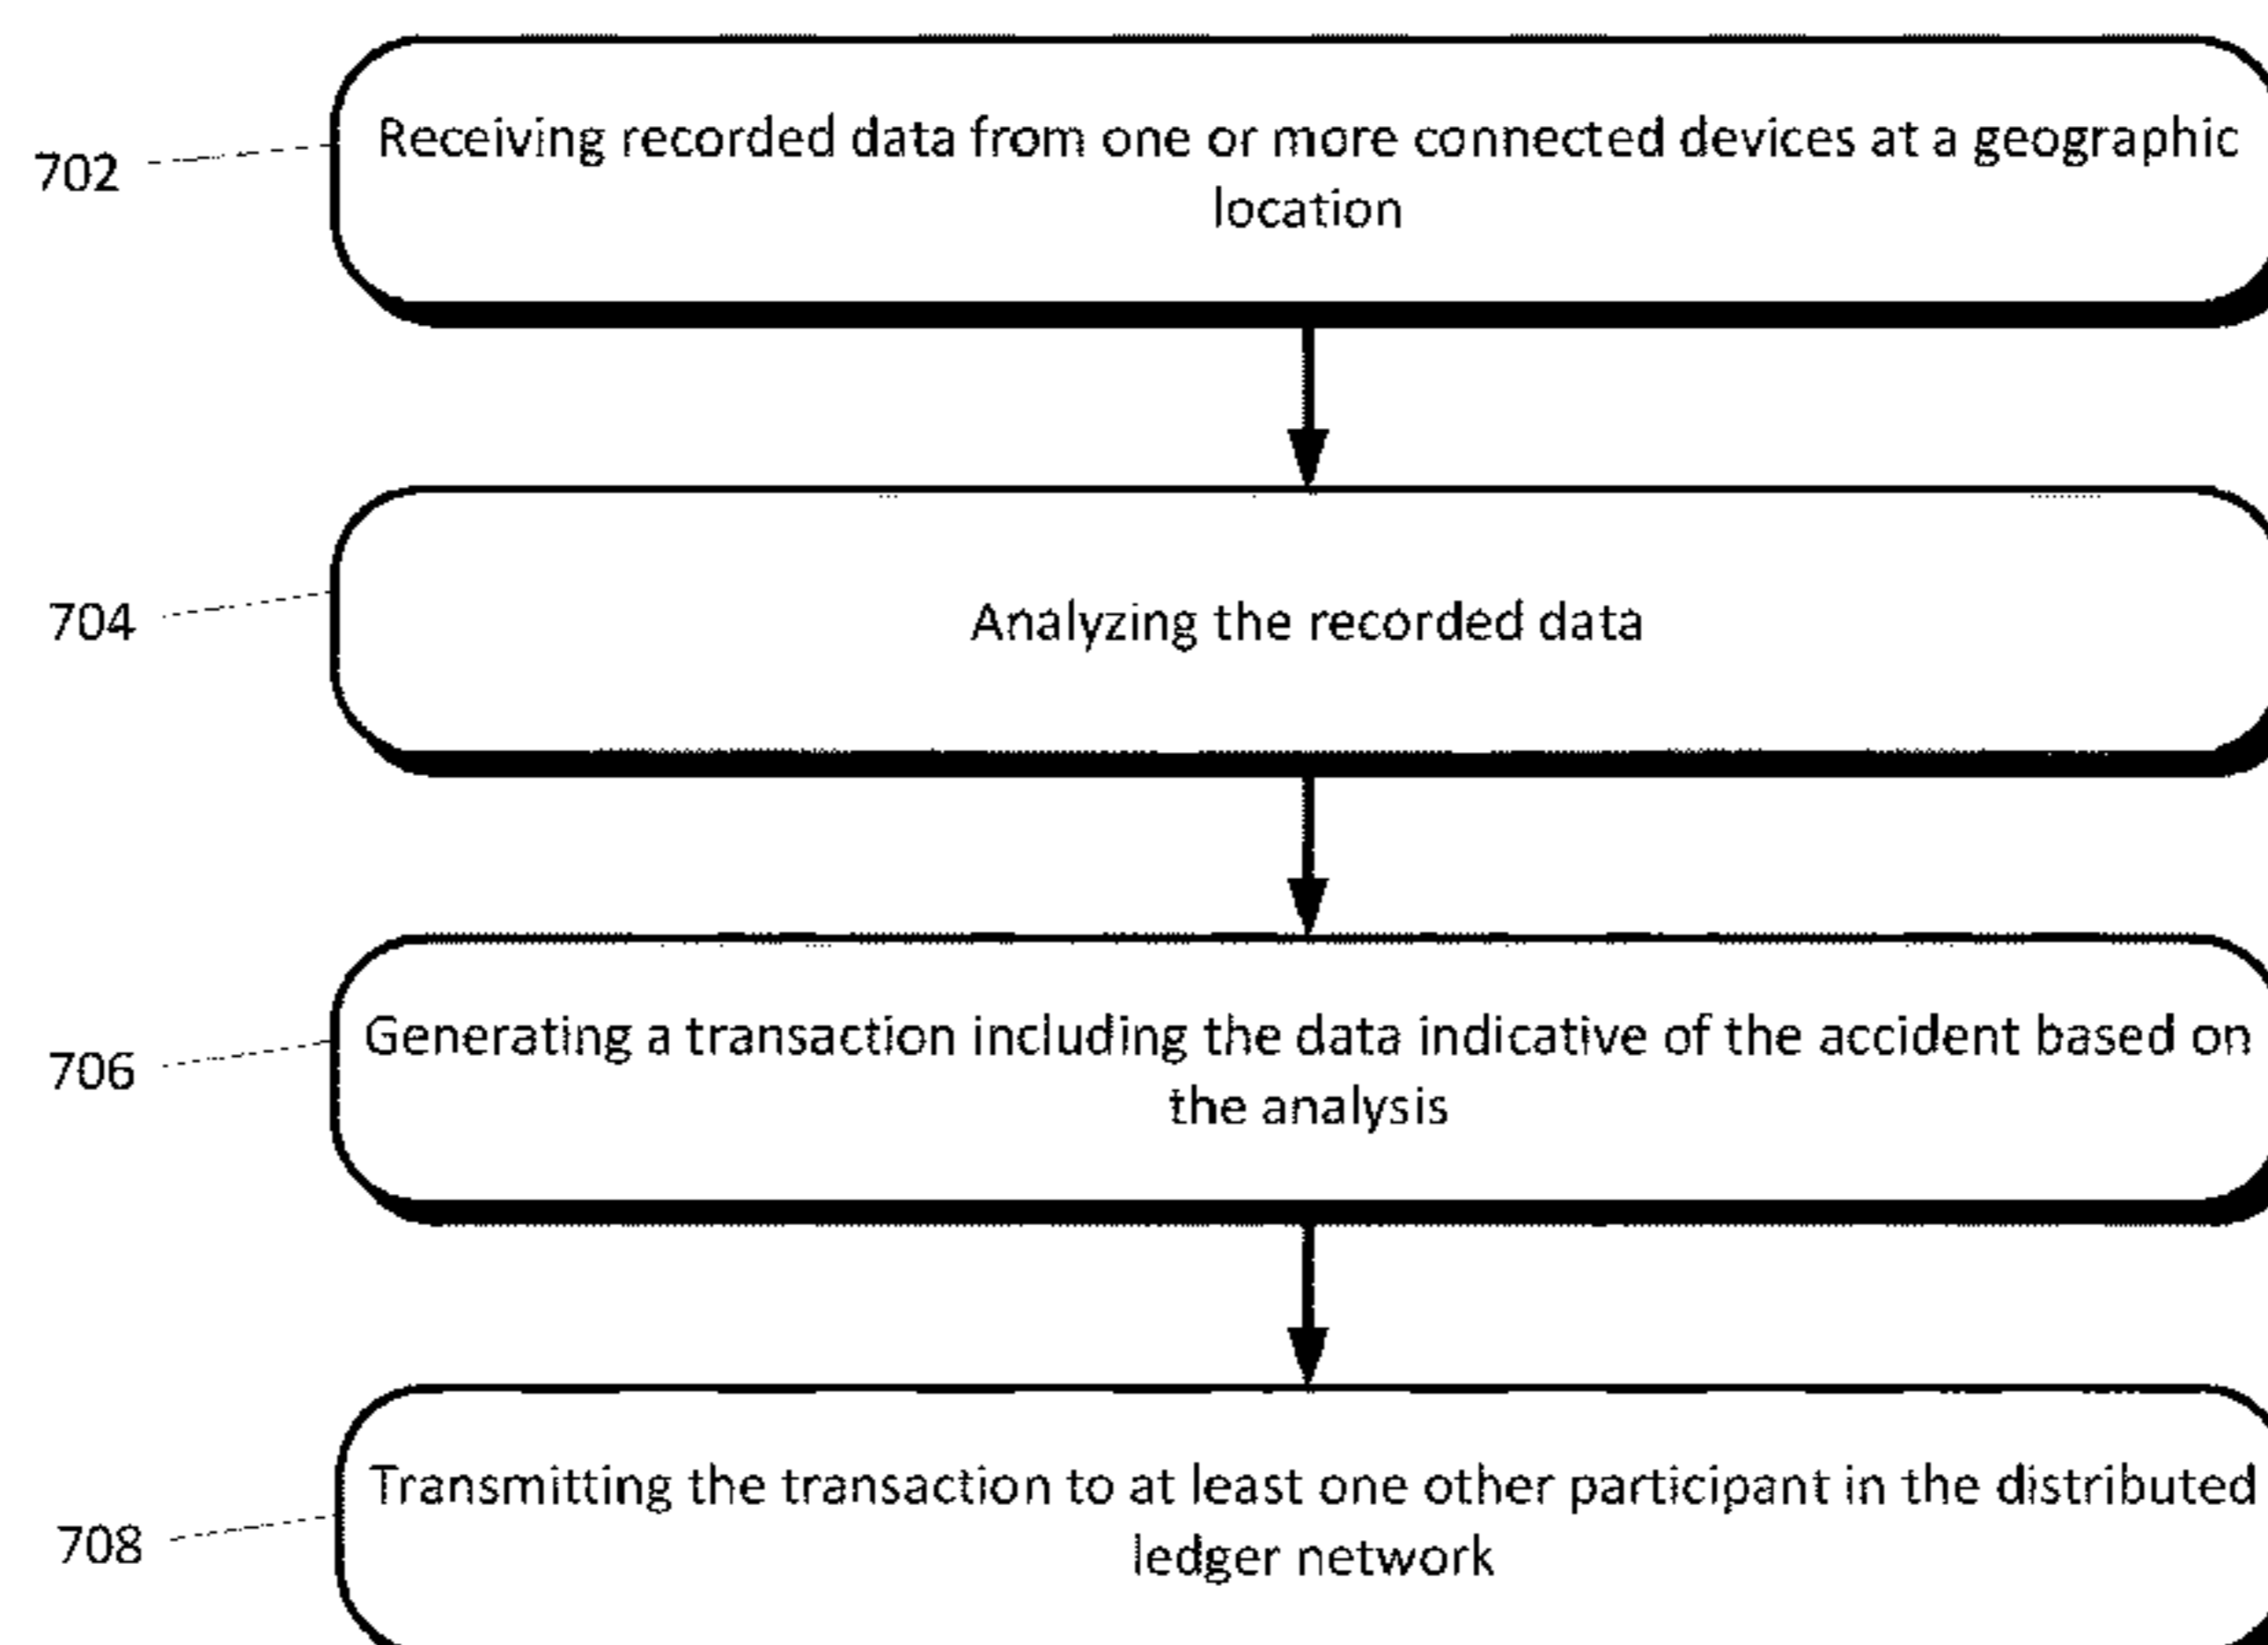 702
Receiving recorded data from one or more connected devices at a geographic
location
704
Analyzing the recorded data
706
Generating a transaction including the data indicative of the accident based on
the analysis
708
Transmitting the transaction to at least one other participant in the distributed
ledger network